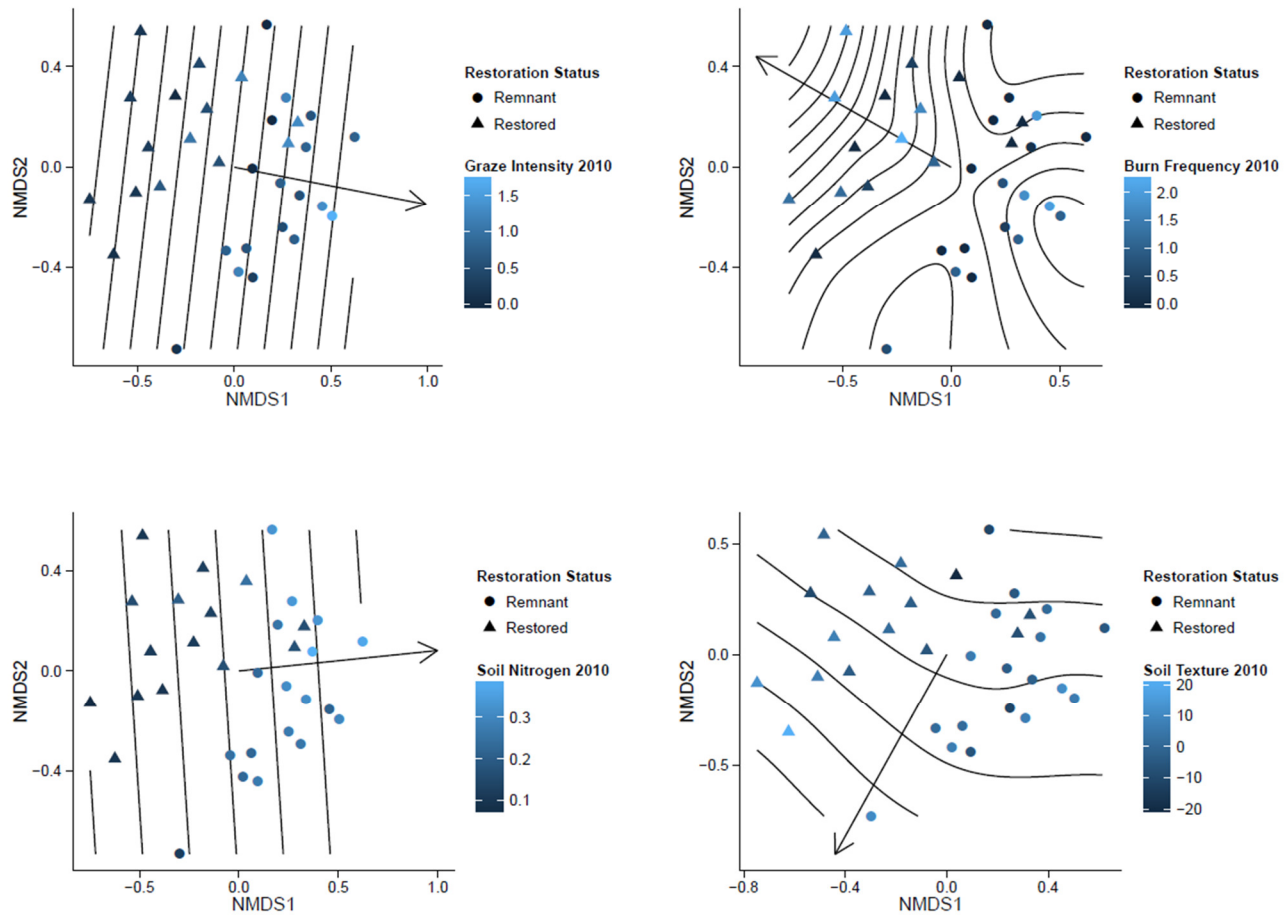 NMDS2
0.4
0.0
−0.4
−0.5
0.0
0.5
1.0
NMDS1
Restoration Status
Remnant
Restored
Graze Intensity 2010
1.5
1.0
0.5
0.0
NMDS2
0.4
0.0
−0.4
−0.5
0.0
0.5
NMDS1
Restoration Status
Remnant
Restored
Burn Frequency 2010
2.0
1.5
1.0
0.5
0.0
NMDS2
0.4
0.0
−0.4
−0.5
0.0
0.5
1.0
NMDS1
Restoration Status
Remnant
Restored
Soil Nitrogen 2010
0.3
0.2
0.1
NMDS2
0.5
0.0
−0.5
−0.8
−0.4
0.0
0.4
NMDS1
Restoration Status
Remnant
Restored
Soil Texture 2010
20
10
0
−10
−20